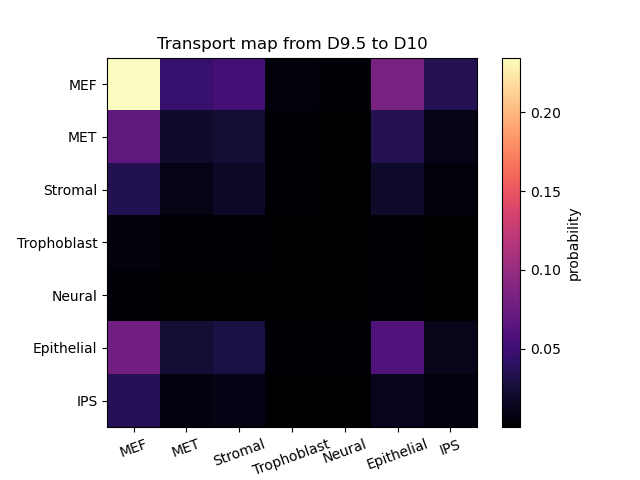 Transport map from D9.5 to D10
MEF
MET
Stromal
Trophoblast
Neural
Epithelial
IPS
MEF
MET
Stromal
Trophoblast
Neural
Epithelial
IPS
0.20
0.15
0.10
0.05
probability